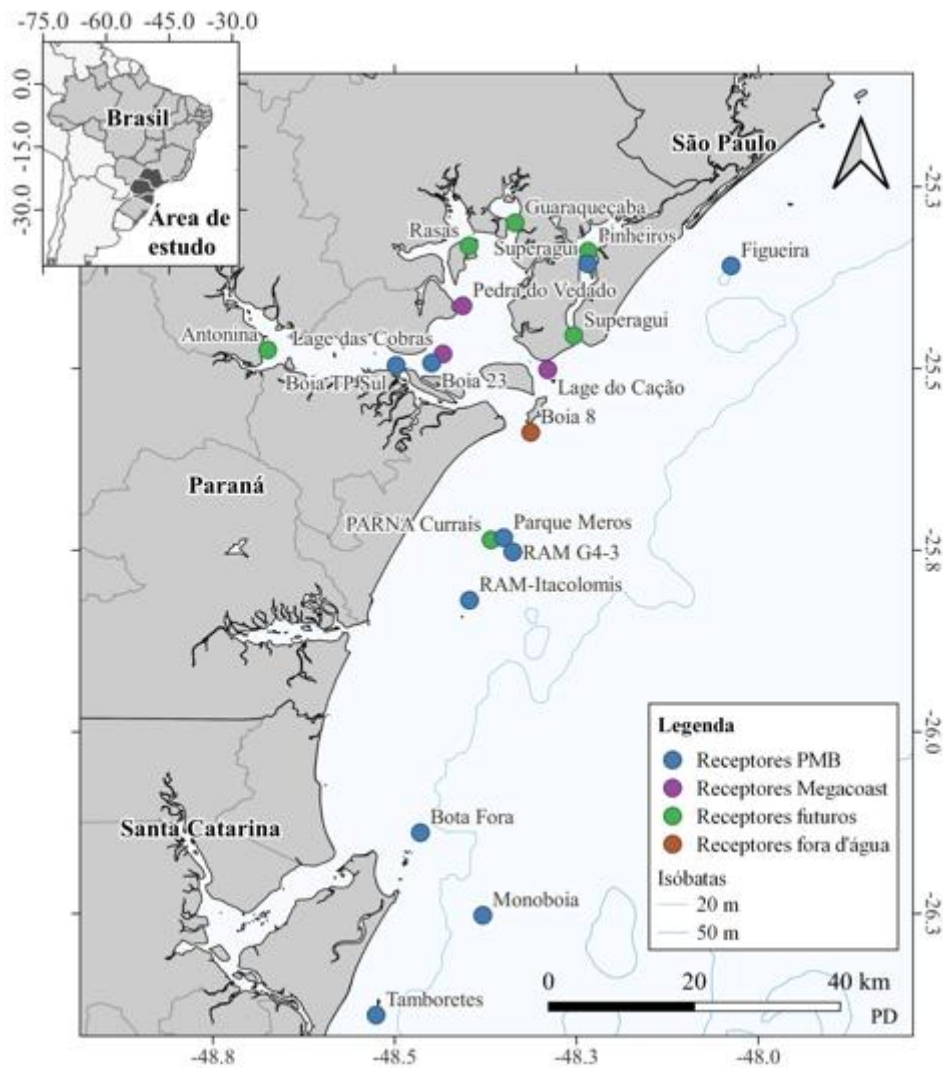 -75.0 -60.0 -45.0 -30.0
0.0
-15.0
-30.0
Brasil
Área de
estudo
São Paulo
-25.3
Guaraqueçaba
Rasas
Superagui
Pinheiros
Figueira
Pedra do Vedado
Superagui
Antonina
Lage das Cobras
-25.5
Boia TP Sul
Boia 23
Lage do Cação
Boia 8
Paraná
PARNA Currais
Parque Meros
RAM G4-3
-25.8
RAM-Itacolomis
Legenda
Receptores PMB
Receptores Megacoast
Receptores futuros
Receptores fora d'água
Isóbatas
20 m
50 m
-26.0
Santa Catarina
Bota Fora
Monoboia
-26.3
0 20 40 km
PD
Tamboretes
-48.8 -48.5 -48.3 -48.0